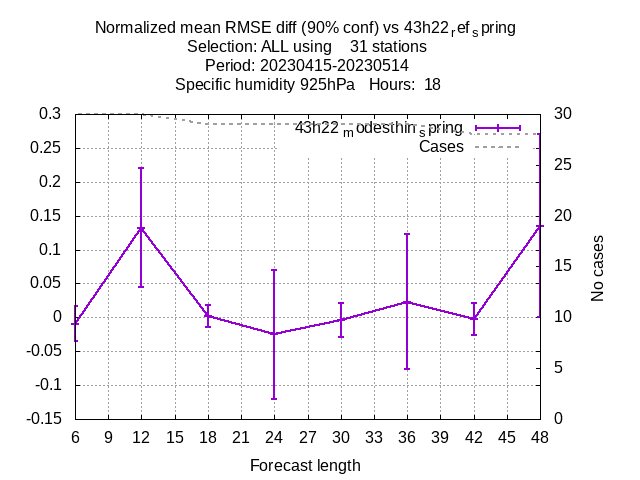 Normalized mean RMSE diff (90% conf) vs 43h22refspring
Selection: ALL using 31 stations
Period: 20230415-20230514
Specific humidity 925hPa Hours: 18
43h22modesthinspring
Cases
0.3
0.25
0.2
0.15
0.1
0.05
0
-0.05
-0.1
-0.15
30
25
20
15
10
5
0
No cases
6 9 12 15 18 21 24 27 30 33 36 39 42 45 48
Forecast length